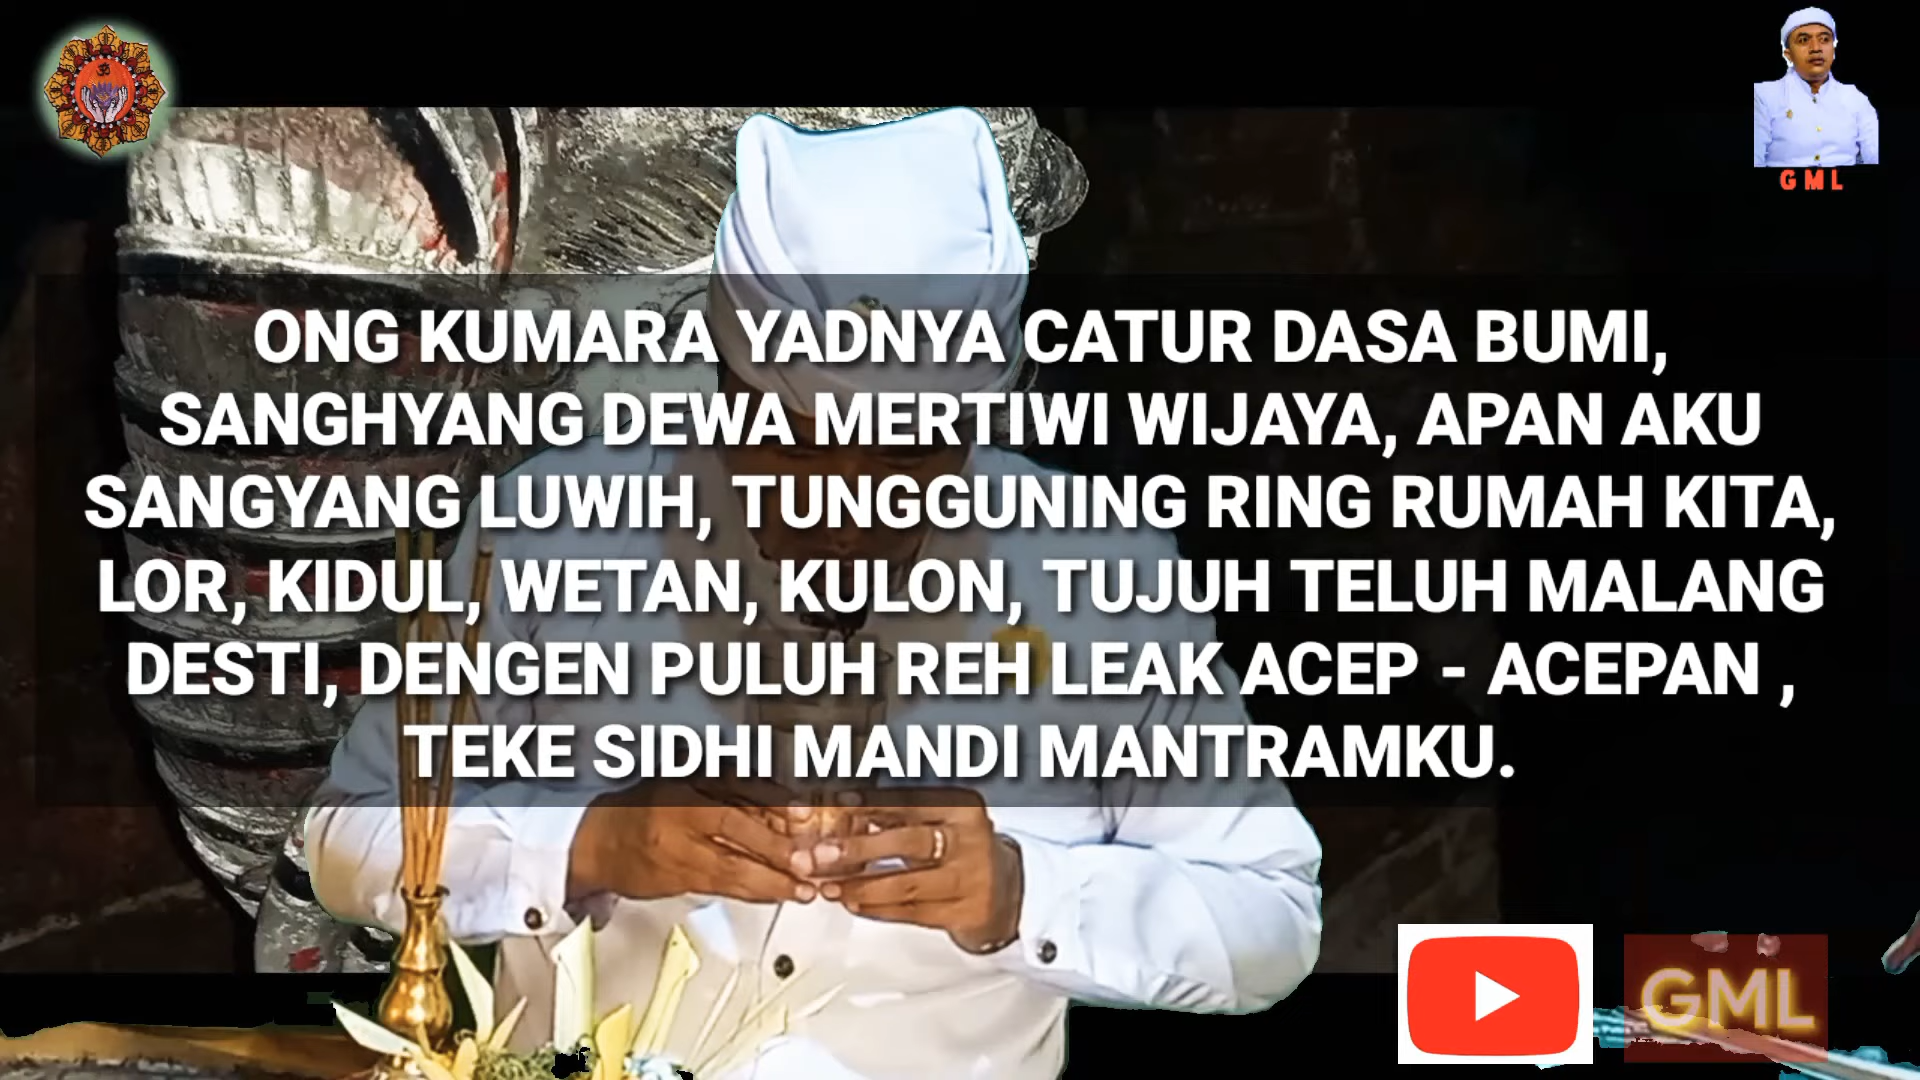 GML
ONG KUMARA YADNYA CATUR DASA BUMI,
SANGHYANG DEWA MERTIWI WIJAYA, APAN AKU
SANGYANG LUWIH, TUNGGUNING RING RUMAH KITA,
LOR, KIDUL, WETAN, KULON, TUJUH TELUH MALANG
DESTI, DENGEN PULUH REH LEAK ACEP - ACEPAN ,
TEKE SIDHI MANDI MANTRAMKU.
GML